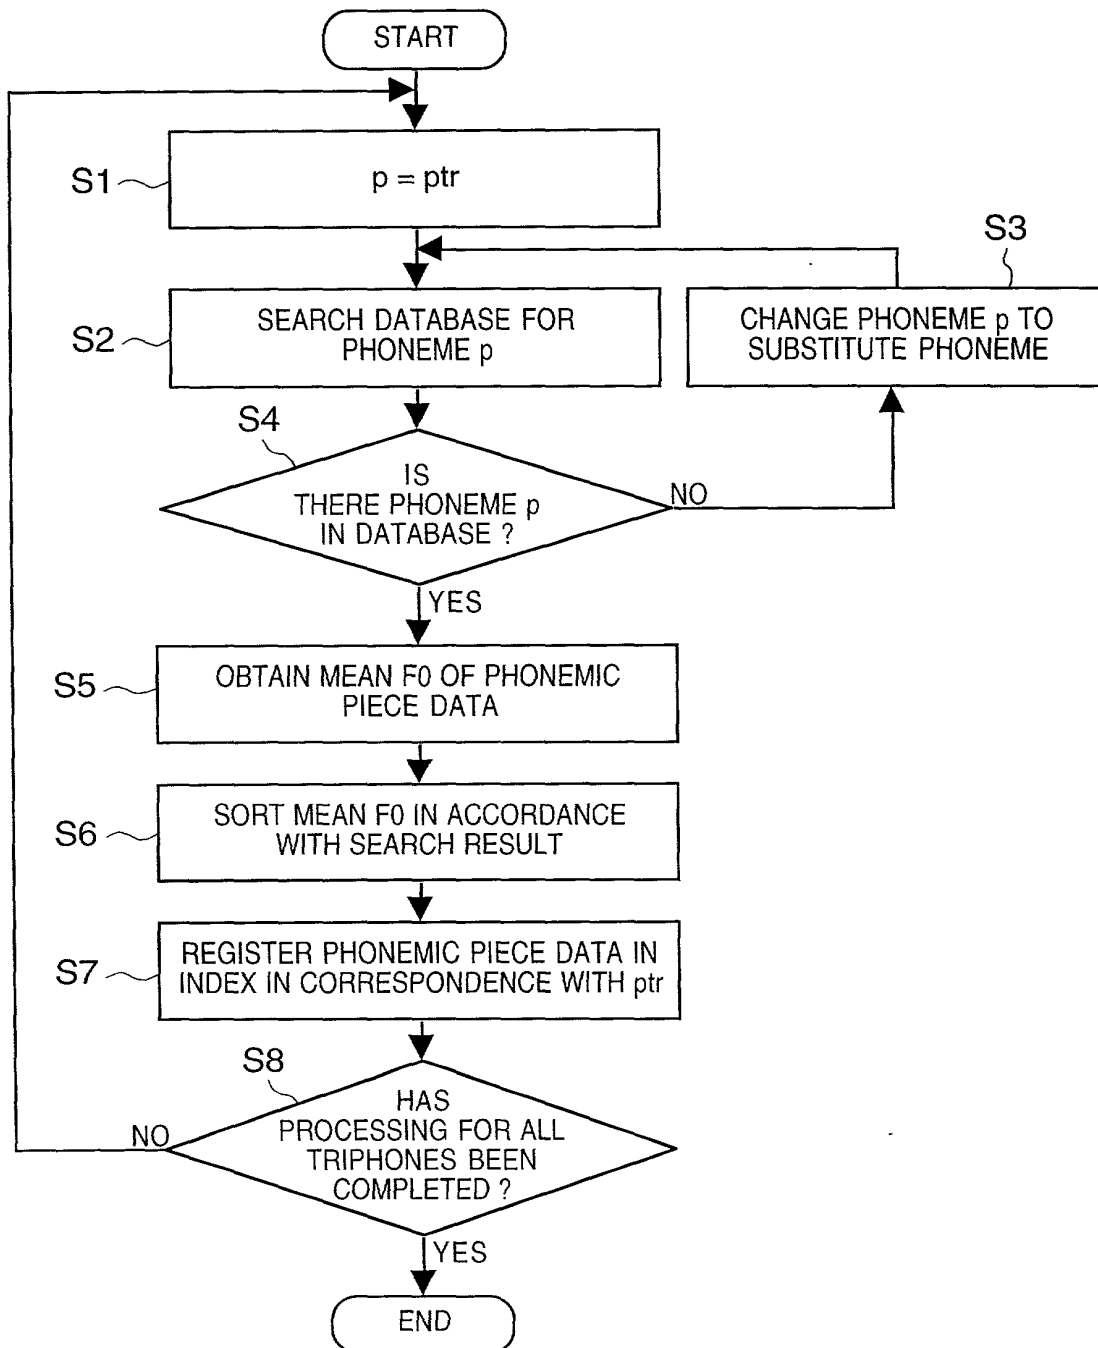 START
S1
p = ptr
S3
S2
SEARCH DATABASE FOR
PHONEME p
CHANGE PHONEME p TO
SUBSTITUTE PHONEME
S4
IS
THERE PHONEME p
IN DATABASE ?
NO
YES
S5
OBTAIN MEAN F0 OF PHONEMIC
PIECE DATA
S6
SORT MEAN F0 IN ACCORDANCE
WITH SEARCH RESULT
S7
REGISTER PHONEMIC PIECE DATA IN
INDEX IN CORRESPONDENCE WITH ptr
S8
HAS
PROCESSING FOR ALL
TRIPHONES BEEN
COMPLETED ?
NO
YES
END